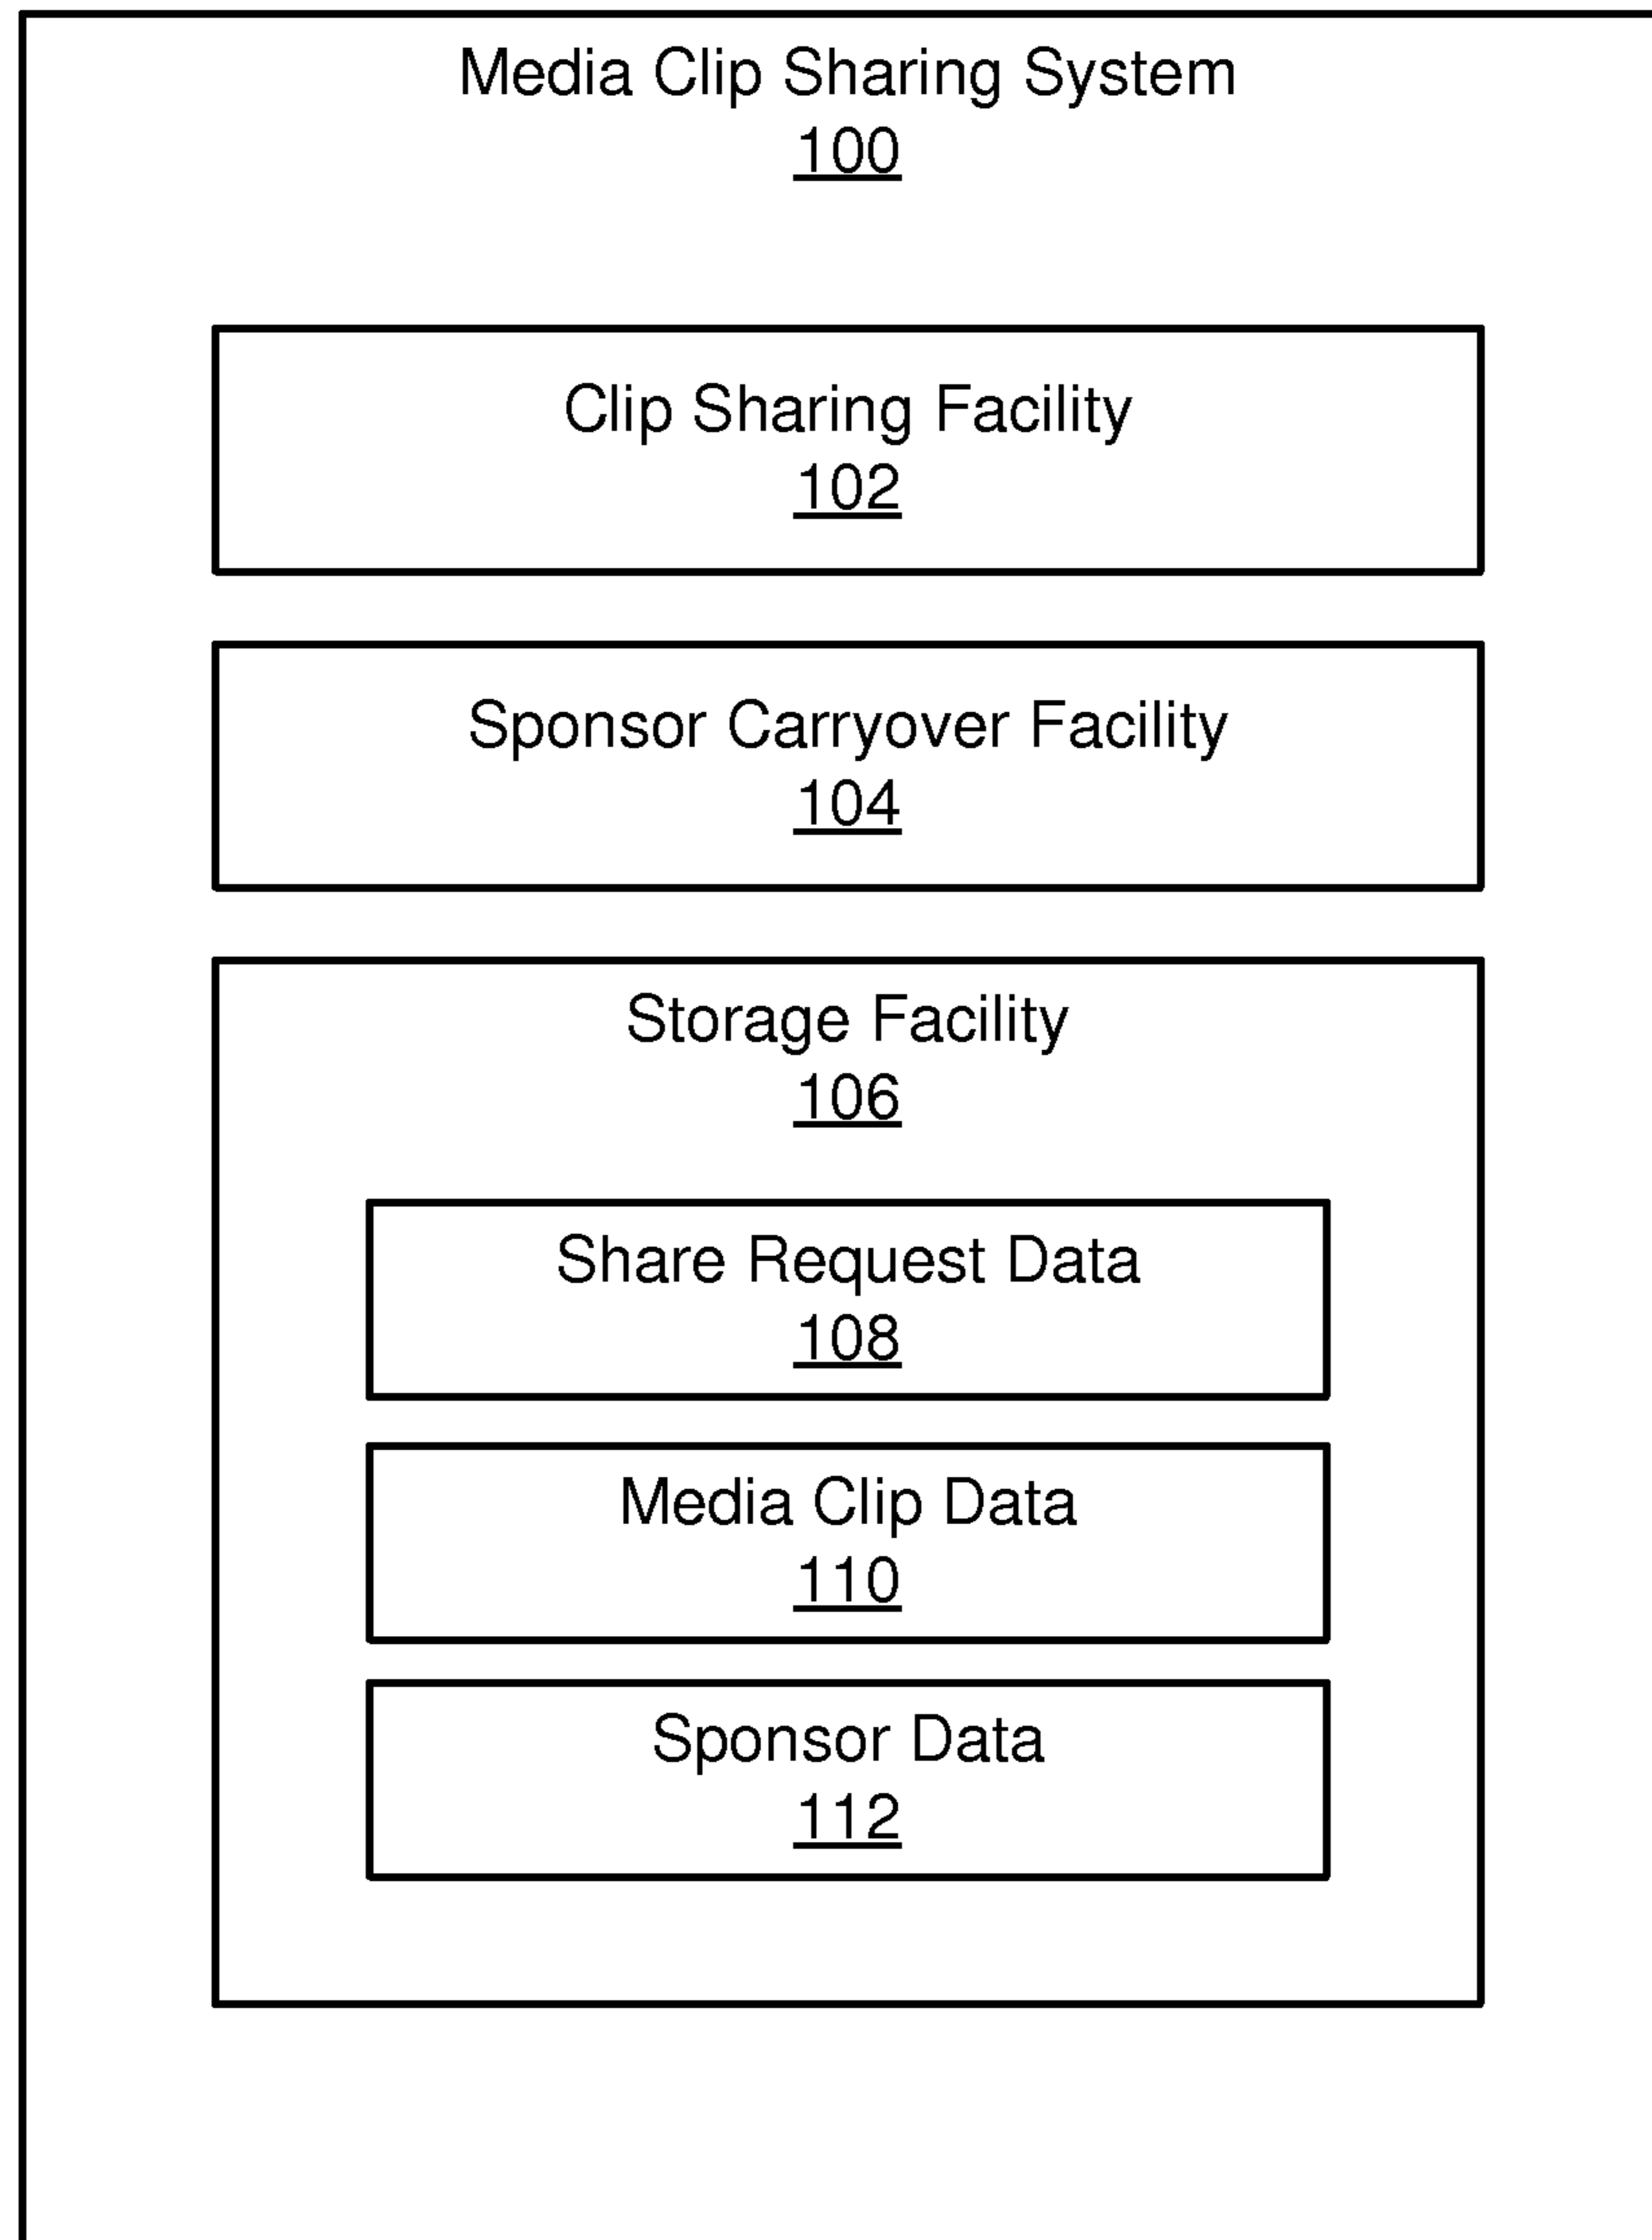 Media Clip Sharing System
100
Clip Sharing Facility
102
Sponsor Carryover Facility
104
Storage Facility
106
Share Request Data
108
Media Clip Data
110
Sponsor Data
112